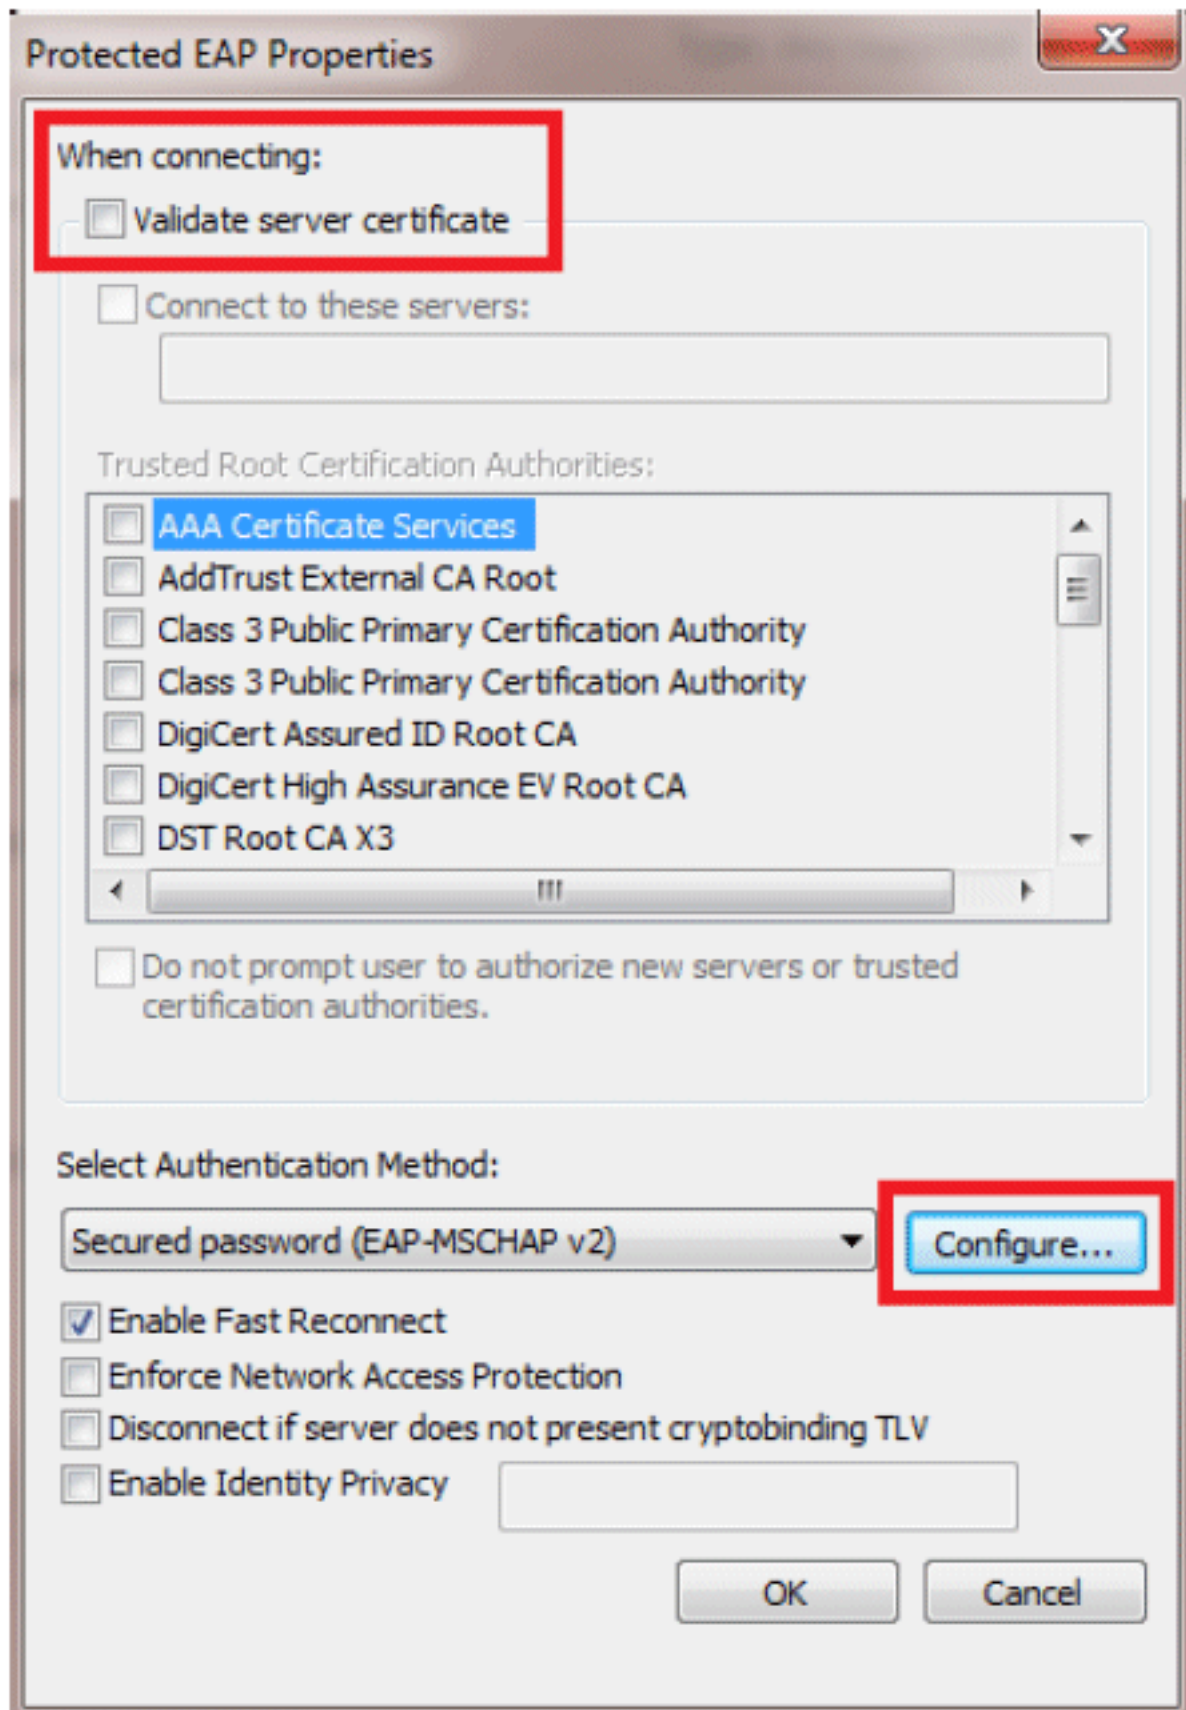 Protected EAP Properties
When connecting:
Validate server certificate
Connect to these servers:
Trusted Root Certification Authorities:
AAA Certificate Services
AddTrust External CA Root
Class 3 Public Primary Certification Authority
Class 3 Public Primary Certification Authority
DigiCert Assured ID Root CA
DigiCert High Assurance EV Root CA
DST Root CA X3
Do not prompt user to authorize new servers or trusted
certification authorities.
Select Authentication Method:
Secured password (EAP-MSCHAP v2)
Configure...
Enable Fast Reconnect
Enforce Network Access Protection
Disconnect if server does not present cryptobinding TLV
Enable Identity Privacy
OK
Cancel